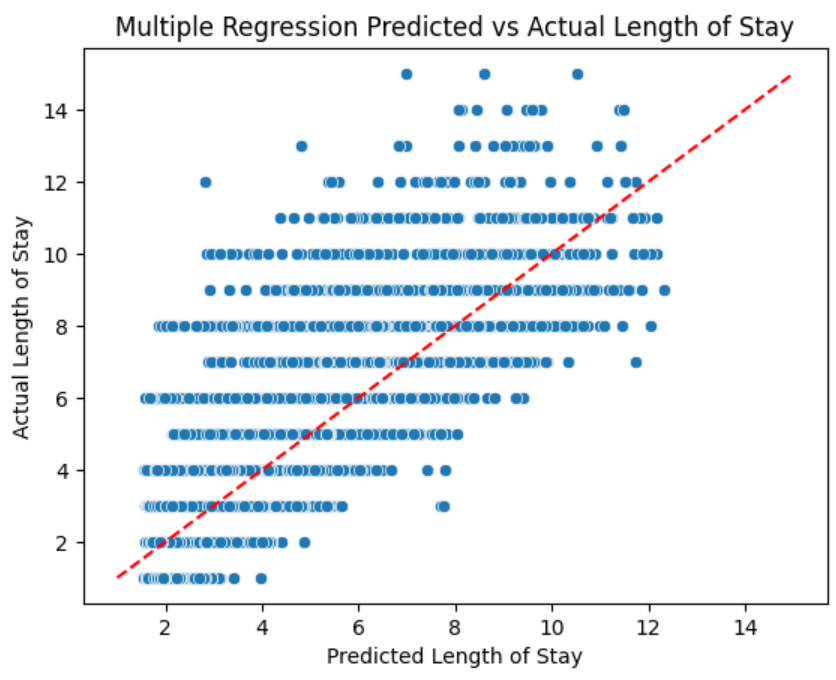 Multiple Regression Predicted vs Actual Length of Stay
Actual Length of Stay
14
12
10
8
6
4
2
2 4 6 8 10 12 14
Predicted Length of Stay